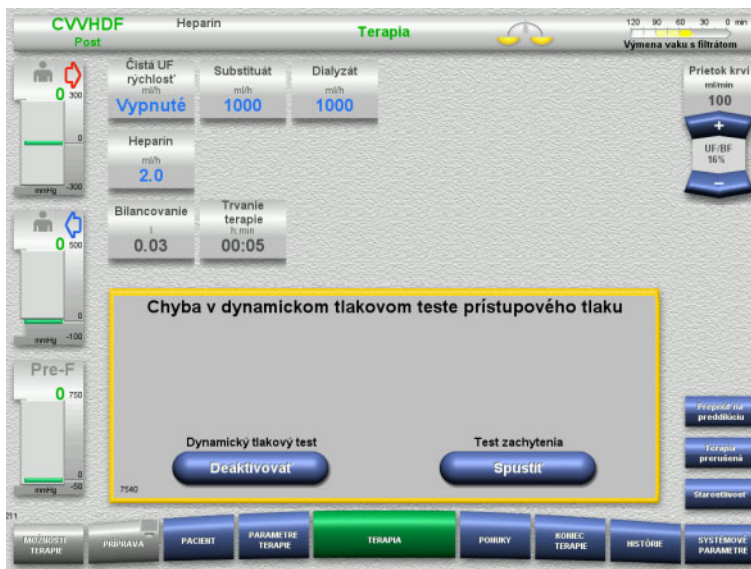 CVVHDF
Heparin
Post
Terapia
120 90 60 30 0 min
Výmena vaku s filtrátom
0
300
0
-300
mmHg
Čistá UF
rýchlosť
ml/h
Vypnuté
Substituát
ml/h
1000
Dialyzát
ml/h
1000
Prietok krvi
ml/min
100
+
UF/BF
16%
−
Heparin
ml/h
2.0
Bilancovanie
l
0.03
Trvanie
terapie
h:min
00:05
0
500
0
-100
mmHg
Chyba v dynamickom tlakovom teste prístupového tlaku
Dynamický tlakový test
Deaktivovať
Test zachytenia
Spustiť
7540
Pre-F
0
750
0
-50
mmHg
Prepnúť na
preddilúciu
Terapia
prerušená
Starostlivosť
211
MOŽNOSTI
TERAPIE
PRÍPRAVA
PACIENT
PARAMETRE
TERAPIE
TERAPIA
PONUKY
KONIEC
TERAPIE
HISTÓRIE
SYSTÉMOVÉ
PARAMETRE